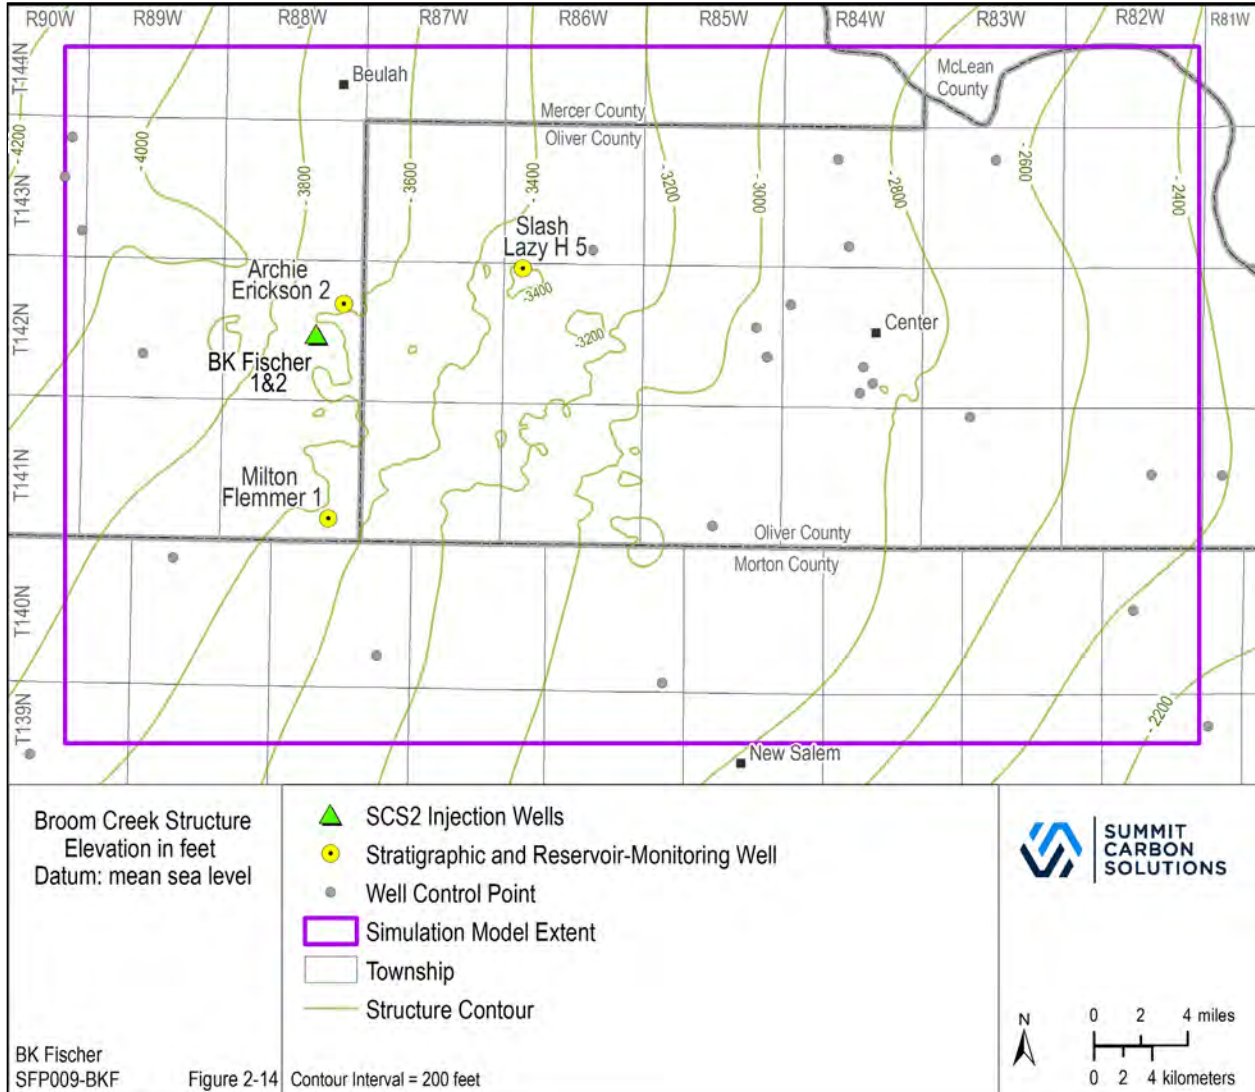 R90W R89W R88W R87W R86W R85W R84W R83W R82W R81W
T144N
Beulah
McLean
County
Mercer County
Oliver County
- 4200
- 4000
- 3800
- 3600
- 3400
- 3200
- 3000
- 2800
- 2600
- 2400
T143N
Slash
Lazy H 5
Archie
Erickson 2
-3400
T142N
-3200
Center
BK Fischer
1&2
T141N
Milton
Flemmer 1
Oliver County
Morton County
T140N
T139N
- 2200
New Salem
Broom Creek Structure
Elevation in feet
Datum: mean sea level
BK Fischer
SFP009-BKF
Figure 2-14
SCS2 Injection Wells
Stratigraphic and Reservoir-Monitoring Well
Well Control Point
Simulation Model Extent
Township
Structure Contour
Contour Interval = 200 feet
SUMMIT
CARBON
SOLUTIONS
N
0 2 4 miles
0 2 4 kilometers